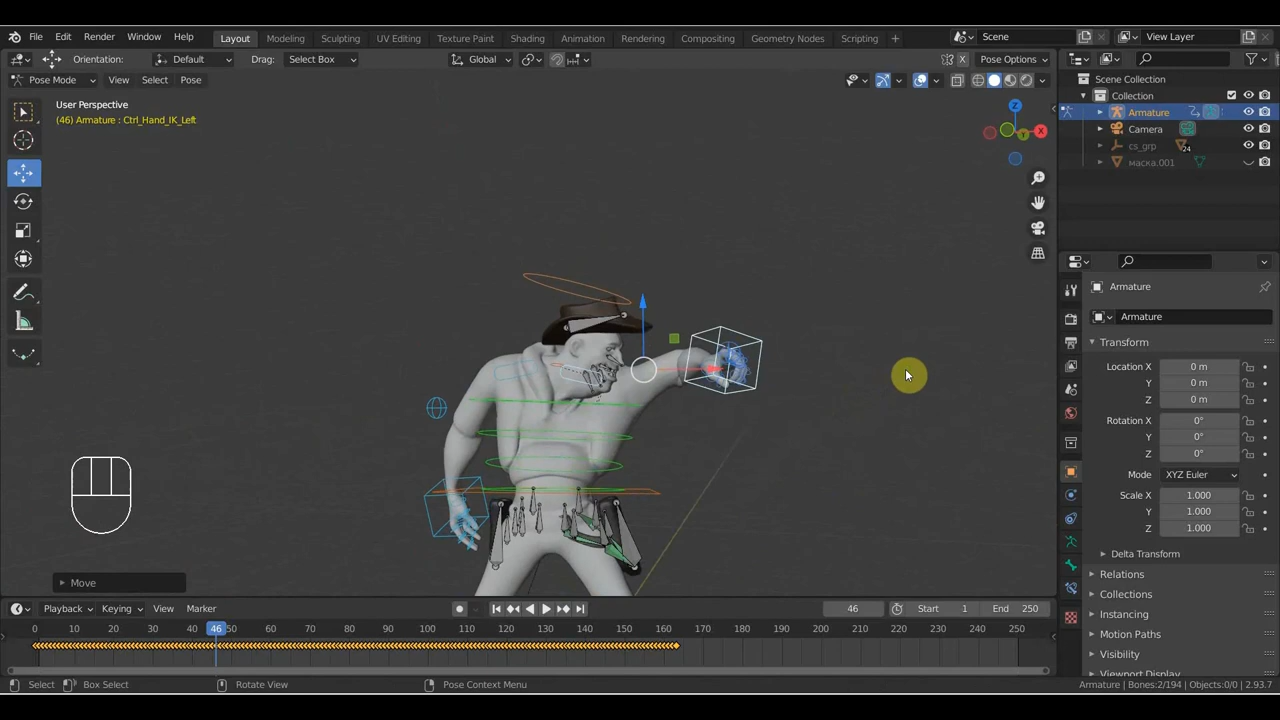 File Edit Render Window Help Layout Modeling Sculpting UV Editing Texture Paint Shading Animation Rendering Compositing Geometry Nodes Scripting Scene View Layer
Orientation: Default Drag: Select Box Global X Pose Options
Pose Mode View Select Pose
User Perspective
(46) Armature : Ctrl_Hand_IK_Left
Z
X
Y
Move
Scene Collection
Collection
Armature
Camera
cs_grp 24
маска.001
Armature
Armature
Transform
Location X 0 m
Y 0 m
Z 0 m
Rotation X 0°
Y 0°
Z 0°
Mode XYZ Euler
Scale X 1.000
Y 1.000
Z 1.000
Delta Transform
Relations
Collections
Instancing
Motion Paths
Visibility
Viewport Display
Playback Keying View Marker 46 Start 1 End 250
0 10 20 30 40 46 50 60 70 80 90 100 110 120 130 140 150 160 170 180 190 200 210 220 230 240 250
Select Box Select Rotate View Pose Context Menu Armature | Bones:2/194 | Objects:0/0 | 2.93.7